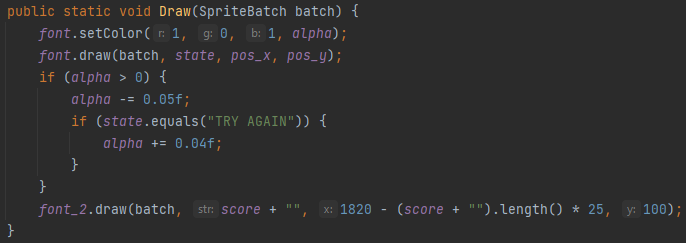 public static void Draw(SpriteBatch batch) {
font.setColor( r: 1, g: 0, b: 1, alpha);
font.draw(batch, state, pos_x, pos_y);
if (alpha > 0) {
alpha -= 0.05f;
if (state.equals("TRY AGAIN")) {
alpha += 0.04f;
}
}
font_2.draw(batch, str: score + "", x: 1820 - (score + "").length() * 25, y: 100);
}